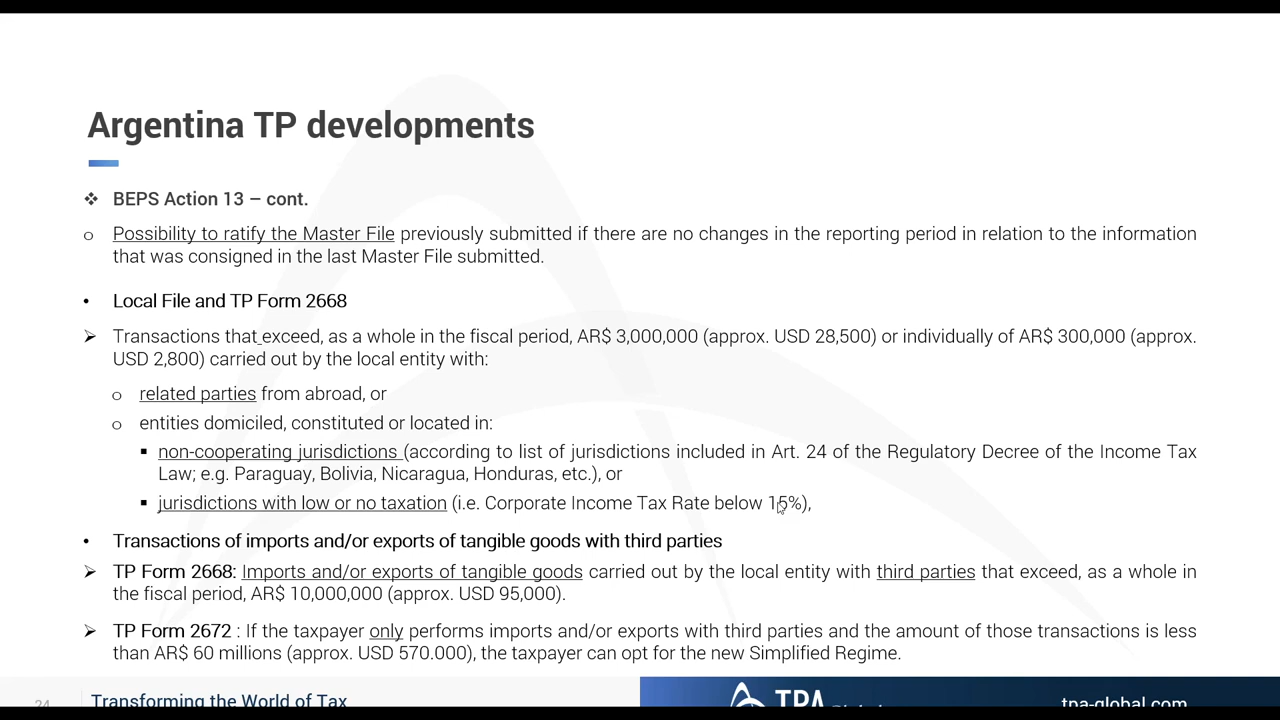 Argentina TP developments
❖ BEPS Action 13 – cont.
o Possibility to ratify the Master File previously submitted if there are no changes in the reporting period in relation to the information
that was consigned in the last Master File submitted.
• Local File and TP Form 2668
➢ Transactions that exceed, as a whole in the fiscal period, AR$ 3,000,000 (approx. USD 28,500) or individually of AR$ 300,000 (approx.
USD 2,800) carried out by the local entity with:
o related parties from abroad, or
o entities domiciled, constituted or located in:
▪ non-cooperating jurisdictions (according to list of jurisdictions included in Art. 24 of the Regulatory Decree of the Income Tax
Law; e.g. Paraguay, Bolivia, Nicaragua, Honduras, etc.), or
▪ jurisdictions with low or no taxation (i.e. Corporate Income Tax Rate below 15%),
• Transactions of imports and/or exports of tangible goods with third parties
➢ TP Form 2668: Imports and/or exports of tangible goods carried out by the local entity with third parties that exceed, as a whole in
the fiscal period, AR$ 10,000,000 (approx. USD 95,000).
➢ TP Form 2672 : If the taxpayer only performs imports and/or exports with third parties and the amount of those transactions is less
than AR$ 60 millions (approx. USD 570.000), the taxpayer can opt for the new Simplified Regime.
24 Transforming the World of Tax
TPA Global
tpa-global.com